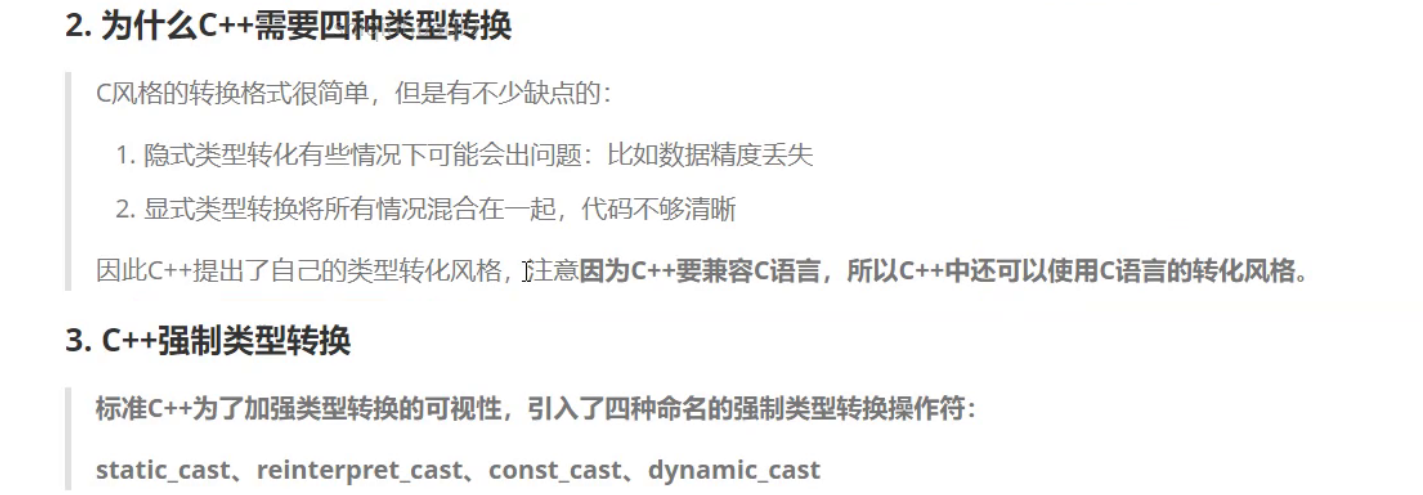 2. 为什么C++需要四种类型转换
C风格的转换格式很简单，但是有不少缺点的：
1. 隐式类型转化有些情况下可能会出问题：比如数据精度丢失
2. 显式类型转换将所有情况混合在一起，代码不够清晰
因此C++提出了自己的类型转化风格，注意因为C++要兼容C语言，所以C++中还可以使用C语言的转化风格。
3. C++强制类型转换
标准C++为了加强类型转换的可视性，引入了四种命名的强制类型转换操作符：
static_cast、reinterpret_cast、const_cast、dynamic_cast